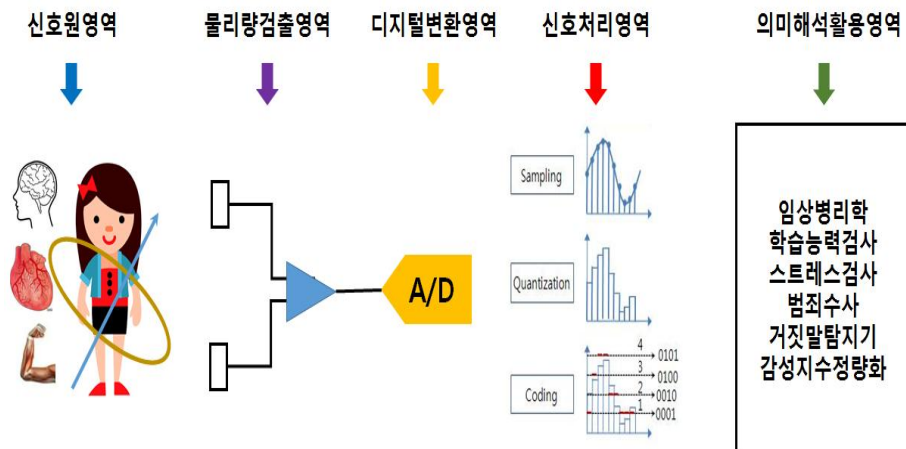 신호원영역
물리량검출영역
디지털변환영역
신호처리영역
의미해석활용영역
A/D
Sampling
Quantization
Coding
4
0101
3
0100
2
0010
1
0001
임상병리학
학습능력검사
스트레스검사
범죄수사
거짓말탐지기
감성지수정량화